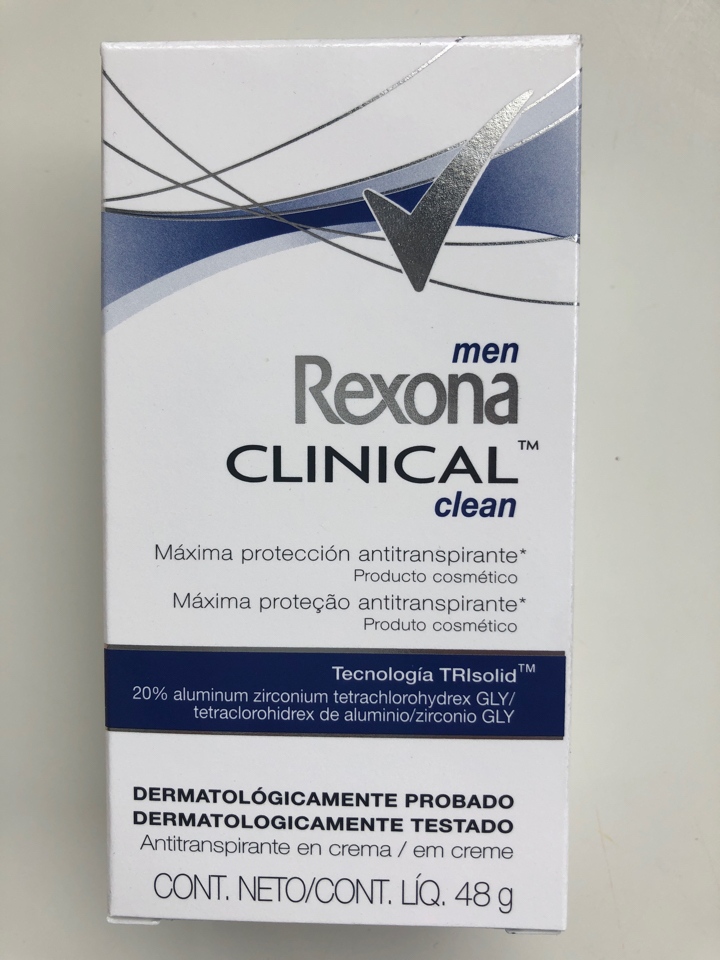 men
Rexona
CLINICAL™
clean
Máxima protección antitranspirante*
Producto cosmético
Máxima proteção antitranspirante*
Produto cosmético
Tecnología TRIsolid™
20% aluminum zirconium tetrachlorohydrex GLY/
tetraclorohidrex de aluminio/zirconio GLY
DERMATOLÓGICAMENTE PROBADO
DERMATOLOGICAMENTE TESTADO
Antitranspirante en crema / em creme
CONT. NETO/CONT. LÍQ. 48 g